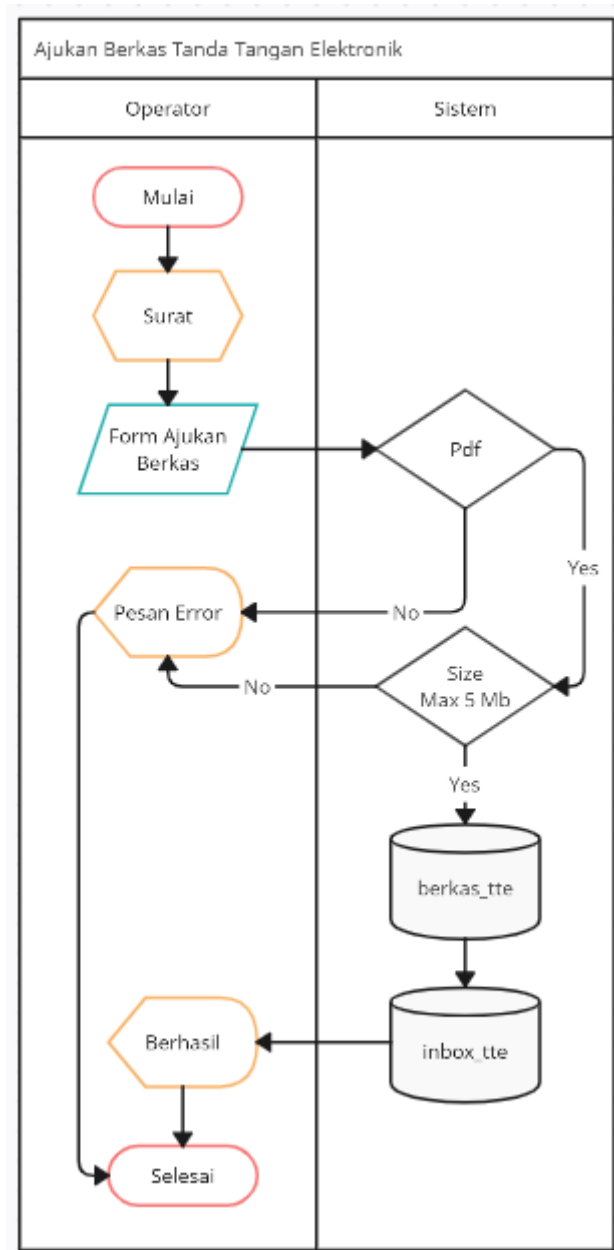 Ajukan Berkas Tanda Tangan Elektronik
Operator
Sistem
Mulai
Surat
Form Ajukan
Berkas
Pdf
Yes
No
Pesan Error
Size
Max 5 Mb
No
Yes
berkas_tte
inbox_tte
Berhasil
Selesai